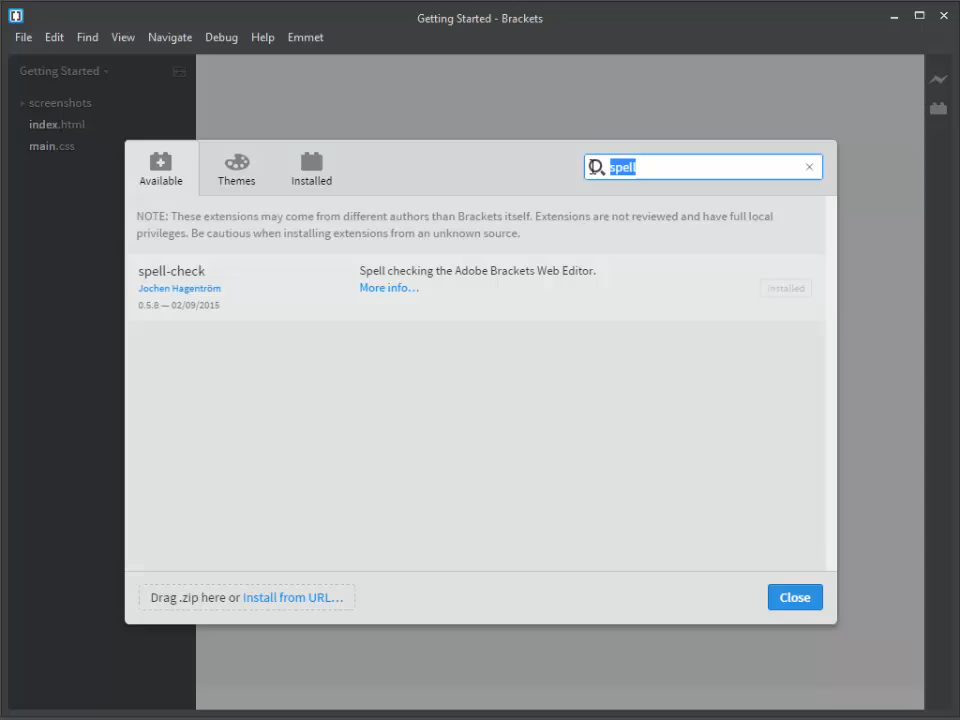 Getting Started - Brackets
File Edit Find View Navigate Debug Help Emmet
Getting Started
screenshots
index.html
main.css
Available
Themes
Installed
spell
NOTE: These extensions may come from different authors than Brackets itself. Extensions are not reviewed and have full local
privileges. Be cautious when installing extensions from an unknown source.
spell-check
Jochen Hagenström
0.5.8 — 02/09/2015
Spell checking the Adobe Brackets Web Editor.
More info…
Installed
Drag .zip here or Install from URL…
Close